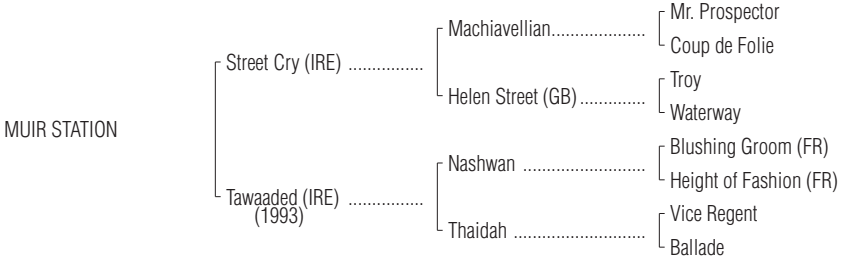 Mr. Prospector
Machiavellian....................
Coup de Folie
Street Cry (IRE) ................
Troy
Helen Street (GB)..............
Waterway
MUIR STATION
Blushing Groom (FR)
Nashwan ..........................
Height of Fashion (FR)
Tawaaded (IRE) ................
(1993)
Vice Regent
Thaidah ............................
Ballade